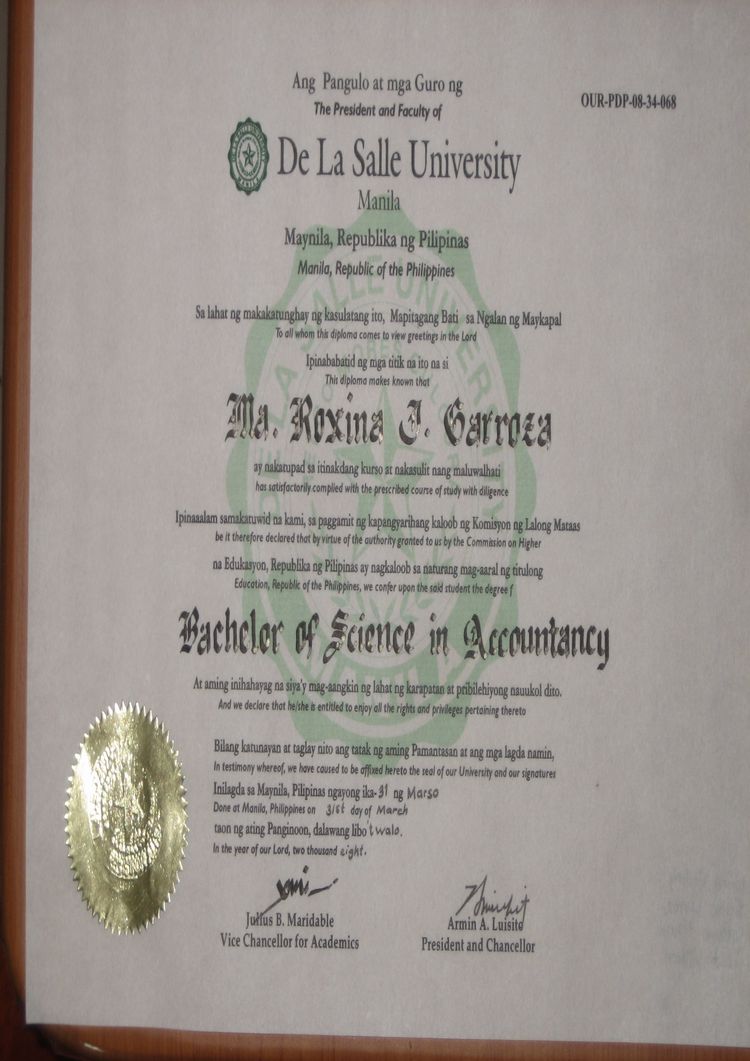 Ang Pangulo at mga Guro ng
OUR-PDP-08-34-068
The President and Faculty of
De La Salle University
Manila
Maynila, Republika ng Pilipinas
Manila, Republic of the Philippines
Sa lahat ng makakatunghay ng kasulatang ito, Mapitagang Bati sa Ngalan ng Maykapal
To all whom this diploma comes to view greetings in the Lord
Ipinababatid ng mga titik na ito na si
This diploma makes known that
Ma. Roxina J. Garroza
ay nakatupad sa itinakdang kurso at nakasulit nang maluwalhati
has satisfactorily complied with the prescribed course of study with diligence
Ipinaaalam samakatuwid na kami, sa paggamit ng kapangyarihang kaloob ng Komisyon ng Lalong Mataas
be it therefore declared that by virtue of the authority granted to us by the Commission on Higher
na Edukasyon, Republika ng Pilipinas ay nagkaloob sa naturang mag-aaral ng titulong
Education, Republic of the Philippines, we confer upon the said student the degree f
Bachelor of Science in Accountancy
At aming inihahayag na siya'y mag-aangkin ng lahat ng karapatan at pribilehiyong nauukol dito.
And we declare that he/she is entitled to enjoy all the rights and privileges pertaining thereto
Bilang katunayan at taglay nito ang tatak ng aming Pamantasan at ang mga lagda namin,
In testimony whereof, we have caused to be affixed hereto the seal of our University and our signatures
Inilagda sa Maynila, Pilipinas ngayong ika-31 ng Marso
Done at Manila, Philippines on 31st day of March
taon ng ating Panginoon, dalawang libo't walo.
In the year of our Lord, two thousand eight.
Julius B. Maridable
Armin A. Luisito
Vice Chancellor for Academics
President and Chancellor